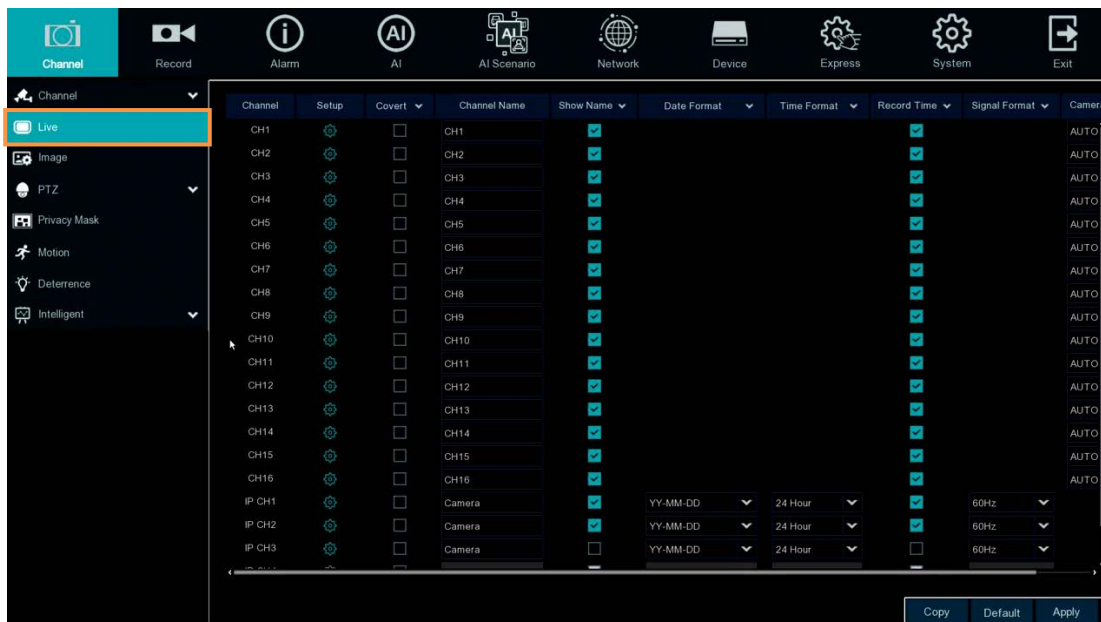 Channel Record Alarm AI AI Scenario Network Device Express System Exit
Channel
Live
Image
PTZ
Privacy Mask
Motion
Deterrence
Intelligent
Channel Setup Covert Channel Name Show Name Date Format Time Format Record Time Signal Format Camer
CH1 CH1 AUTO
CH2 CH2 AUTO
CH3 CH3 AUTO
CH4 CH4 AUTO
CH5 CH5 AUTO
CH6 CH6 AUTO
CH7 CH7 AUTO
CH8 CH8 AUTO
CH9 CH9 AUTO
CH10 CH10 AUTO
CH11 CH11 AUTO
CH12 CH12 AUTO
CH13 CH13 AUTO
CH14 CH14 AUTO
CH15 CH15 AUTO
CH16 CH16 AUTO
IP CH1 Camera YY-MM-DD 24 Hour 60Hz
IP CH2 Camera YY-MM-DD 24 Hour 60Hz
IP CH3 Camera YY-MM-DD 24 Hour 60Hz
Copy Default Apply